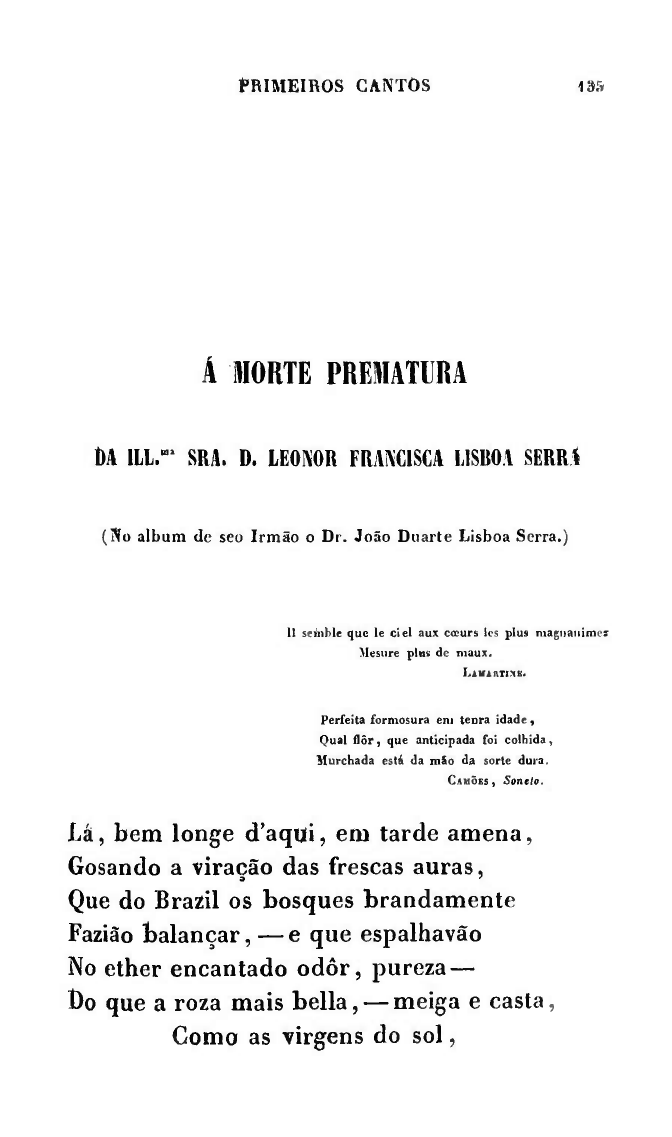 PRIMEIROS CANTOS 135
Á MORTE PREMATURA
DA ILL.ᵐᵃ SRA. D. LEONOR FRANCISCA LISBOA SERRA
(No album de seo Irmão o Dr. João Duarte Lisboa Serra.)
Il semble que le ciel aux cœurs les plus magnanimes
Mesure plus de maux.
LAMARTINE.
Perfeita formosura em tenra idade,
Qual flôr, que anticipada foi colhida,
Murchada está da mão da sorte dura.
CAMÕES, Soneto.
Lá, bem longe d'aqui, em tarde amena,
Gosando a viração das frescas auras,
Que do Brazil os bosques brandamente
Fazião balançar, — e que espalhavão
No ether encantado odôr, pureza —
Do que a roza mais bella, — meiga e casta,
Como as virgens do sol,